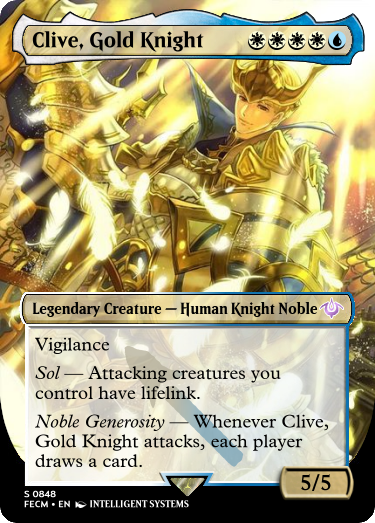 Clive, Gold Knight
Legendary Creature — Human Knight Noble
Vigilance
Sol — Attacking creatures you
control have lifelink.
Noble Generosity — Whenever Clive,
Gold Knight attacks, each player
draws a card.
5/5
S 0848
FECM • EN INTELLIGENT SYSTEMS